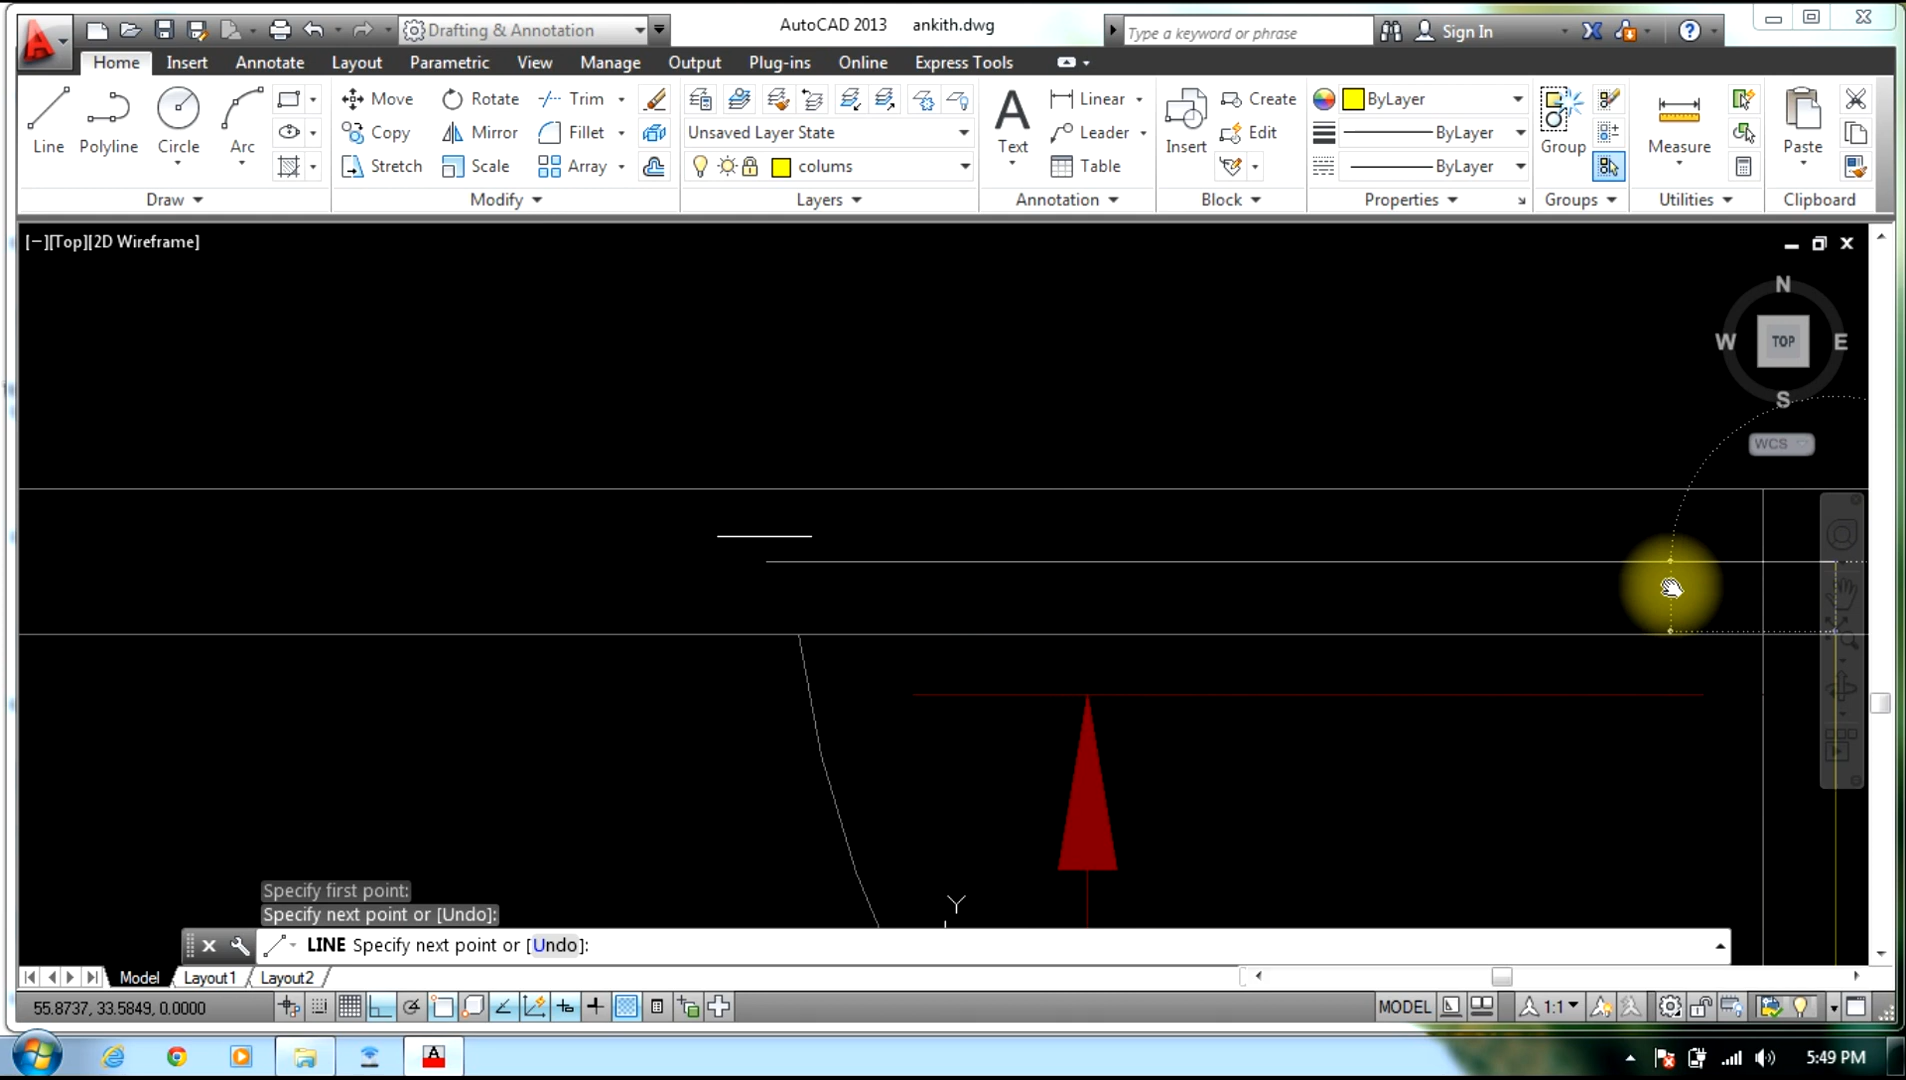 Drafting & Annotation
AutoCAD 2013 ankith.dwg
Type a keyword or phrase
Sign In
Home Insert Annotate Layout Parametric View Manage Output Plug-ins Online Express Tools
Line Polyline Circle Arc
Move Rotate Trim
Copy Mirror Fillet
Stretch Scale Array
Unsaved Layer State
colums
Text
Linear
Leader
Table
Insert
Create
Edit
ByLayer
ByLayer
ByLayer
Group
Measure
Paste
Draw Modify Layers Annotation Block Properties Groups Utilities Clipboard
[−][Top][2D Wireframe]
N
W TOP E
S
WCS
Y
Specify first point:
Specify next point or [Undo]:
LINE Specify next point or [Undo]:
Model Layout1 Layout2
55.8737, 33.5849, 0.0000
MODEL
1:1
5:49 PM